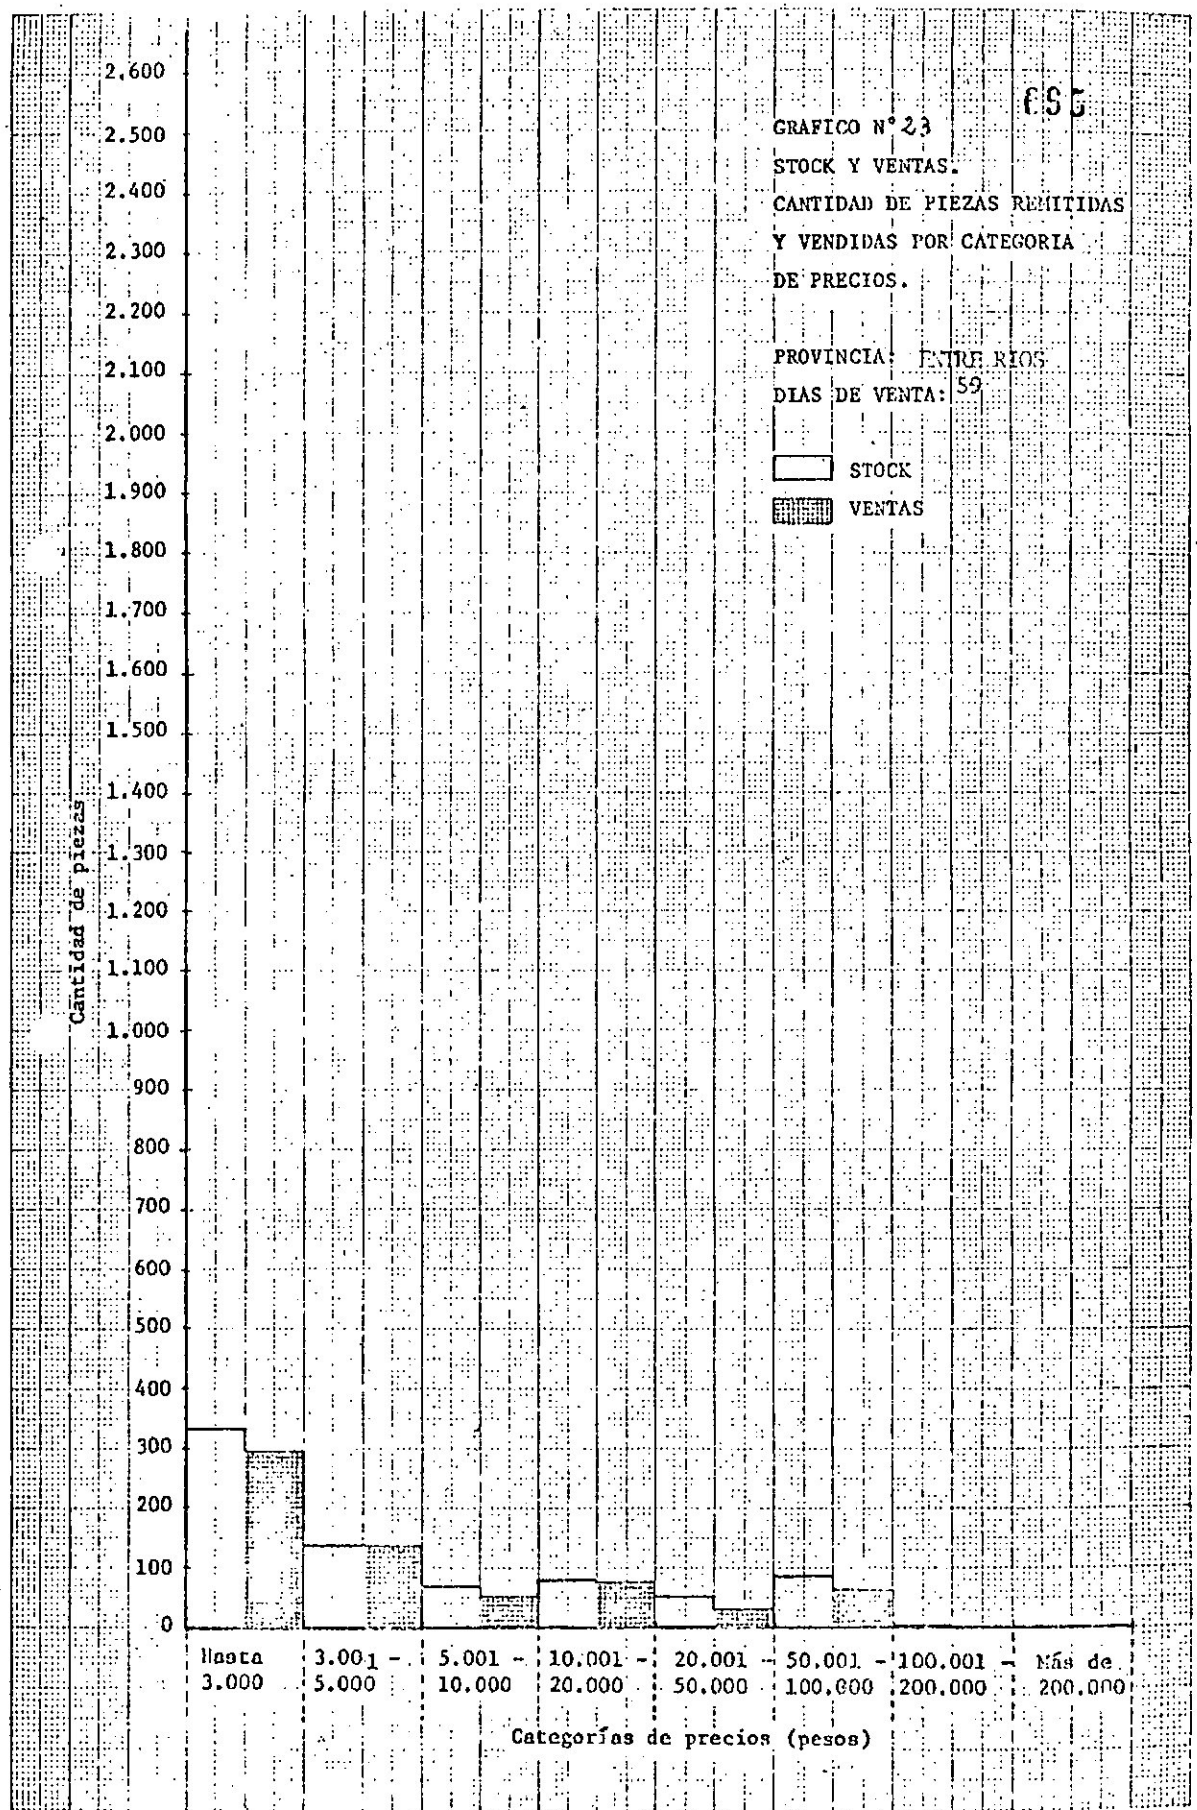 GRAFICO N° 23
STOCK Y VENTAS.
CANTIDAD DE PIEZAS REMITIDAS
Y VENDIDAS POR CATEGORIA
DE PRECIOS.
PROVINCIA: ENTRE RIOS
DIAS DE VENTA: 59
STOCK
VENTAS
Cantidad de piezas
2.600
2.500
2.400
2.300
2.200
2.100
2.000
1.900
1.800
1.700
1.600
1.500
1.400
1.300
1.200
1.100
1.000
900
800
700
600
500
400
300
200
100
0
Hasta 3.001 - 5.001 - 10.001 - 20.001 - 50.001 - 100.001 - Más de
3.000 5.000 10.000 20.000 50.000 100.000 200.000 200.000
Categorías de precios (pesos)